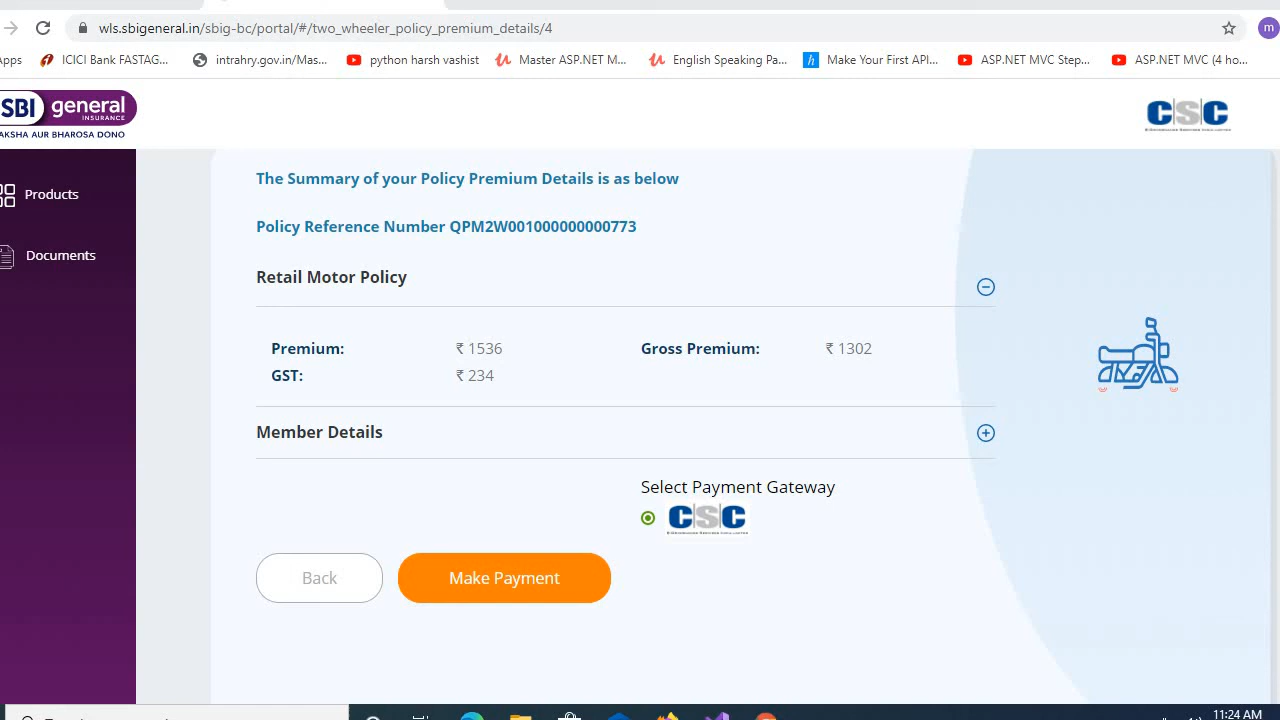 wls.sbigeneral.in/sbig-bc/portal/#/two_wheeler_policy_premium_details/4
m
Apps ICICI Bank FASTAG... intrahry.gov.in/Mas... python harsh vashist Master ASP.NET M... English Speaking Pa... Make Your First API... ASP.NET MVC Step... ASP.NET MVC (4 ho...
SBI general
INSURANCE
AKSHA AUR BHAROSA DONO
CSC
Products
Documents
The Summary of your Policy Premium Details is as below
Policy Reference Number QPM2W001000000000773
Retail Motor Policy
Premium: ₹ 1536 Gross Premium: ₹ 1302
GST: ₹ 234
Member Details
Select Payment Gateway
CSC
Back Make Payment
11:24 AM